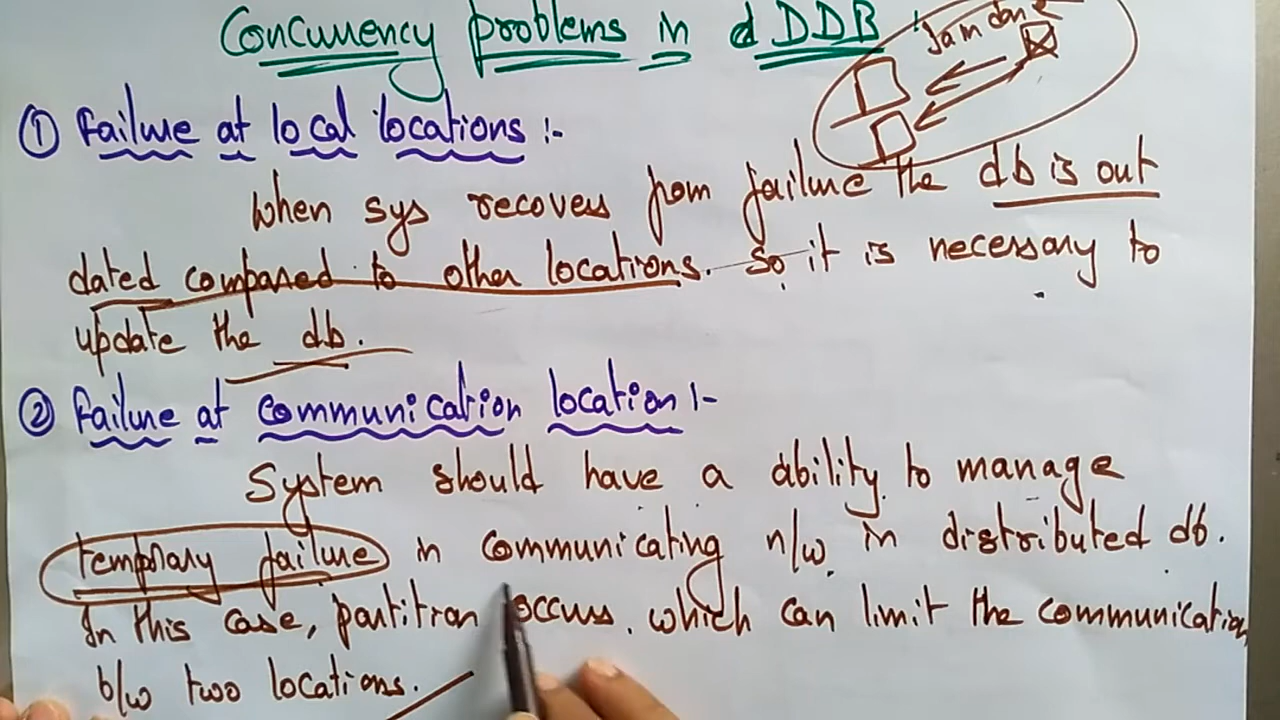 Concurrency problems in dDDB :
I am done
① Failure at local locations :-
When sys recovers from failure the db is out
dated compared to other locations. So it is necessary to
update the db.
② Failure at communication location :-
System should have a ability to manage
temprary failure in communicating n/w in distributed db.
In this case, partition occurs. which can limit the communication
b/w two locations.